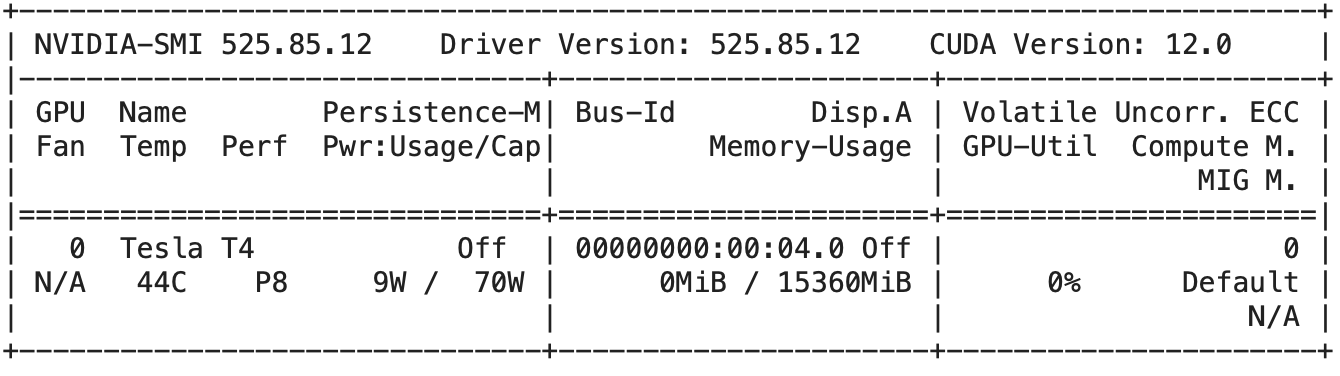 +-----------------------------------------------------------------------------+
| NVIDIA-SMI 525.85.12    Driver Version: 525.85.12    CUDA Version: 12.0     |
|-------------------------------+----------------------+----------------------+
| GPU  Name        Persistence-M| Bus-Id        Disp.A | Volatile Uncorr. ECC |
| Fan  Temp  Perf  Pwr:Usage/Cap|         Memory-Usage | GPU-Util  Compute M. |
|                               |                      |               MIG M. |
|===============================+======================+======================|
|   0  Tesla T4            Off  | 00000000:00:04.0 Off |                    0 |
| N/A   44C    P8     9W /  70W |      0MiB / 15360MiB |      0%      Default |
|                               |                      |                  N/A |
+-------------------------------+----------------------+----------------------+